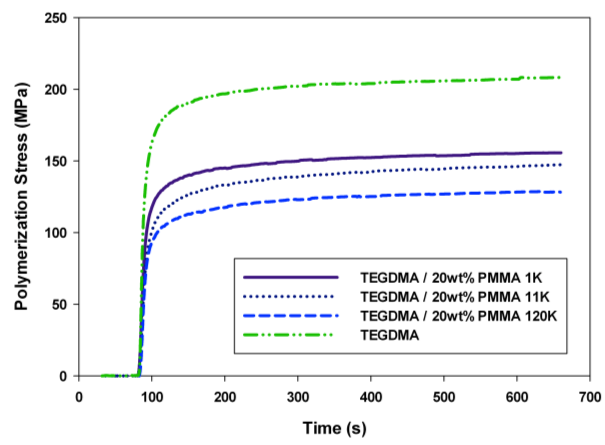 250
200
150
100
50
0
Polymerization Stress (MPa)
TEGDMA / 20wt% PMMA 1K
TEGDMA / 20wt% PMMA 11K
TEGDMA / 20wt% PMMA 120K
TEGDMA
0 100 200 300 400 500 600 700
Time (s)